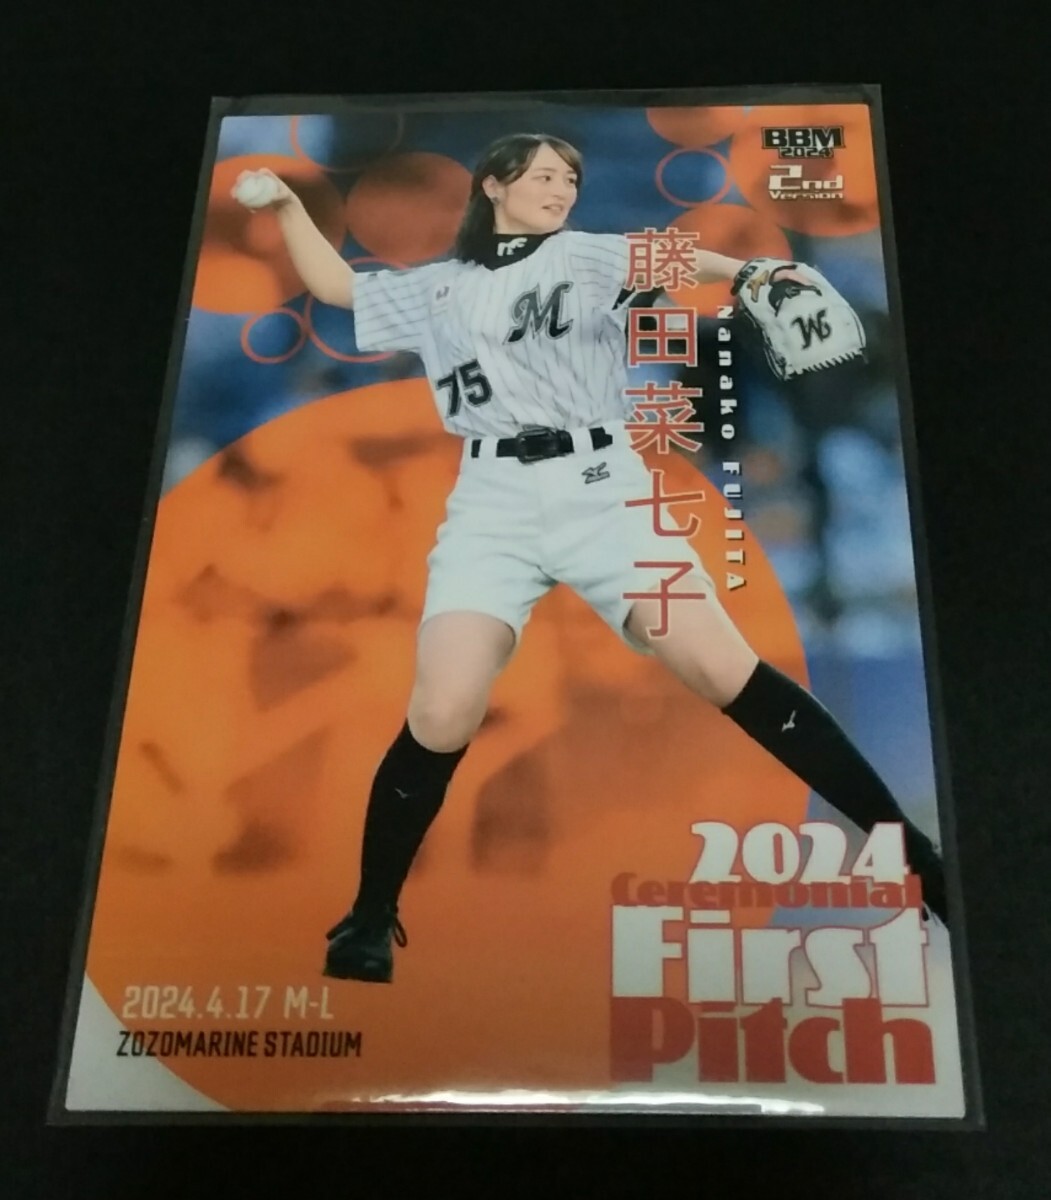 BBM
2024
2nd
Version
藤田菜七子
Nanako FUJITA
M
75
M
2024
Ceremonial
First
Pitch
2024.4.17 M-L
ZOZOMARINE STADIUM